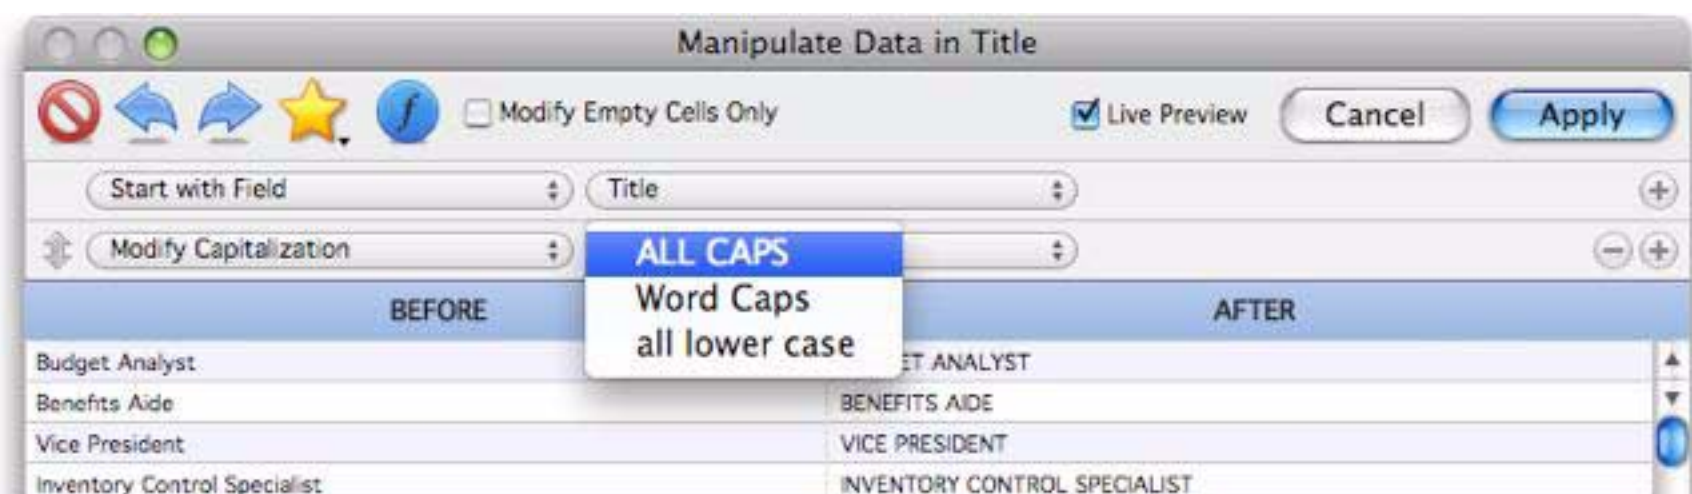 Manipulate Data in Title
f Modify Empty Cells Only Live Preview Cancel Apply
Start with Field Title
Modify Capitalization ALL CAPS
Word Caps
all lower case
BEFORE AFTER
Budget Analyst ET ANALYST
Benefits Aide BENEFITS AIDE
Vice President VICE PRESIDENT
Inventory Control Specialist INVENTORY CONTROL SPECIALIST